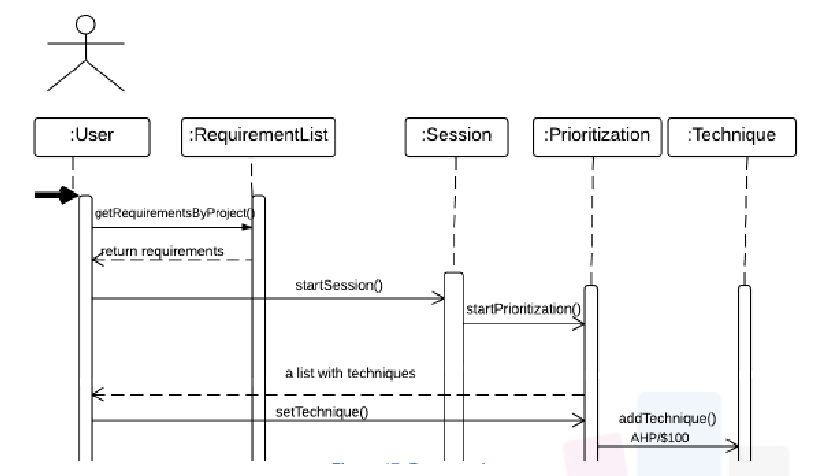 :User :RequirementList :Session :Prioritization :Technique
getRequirementsByProject()
return requirements
startSession()
startPrioritization()
a list with techniques
setTechnique()
addTechnique()
AHP/$100